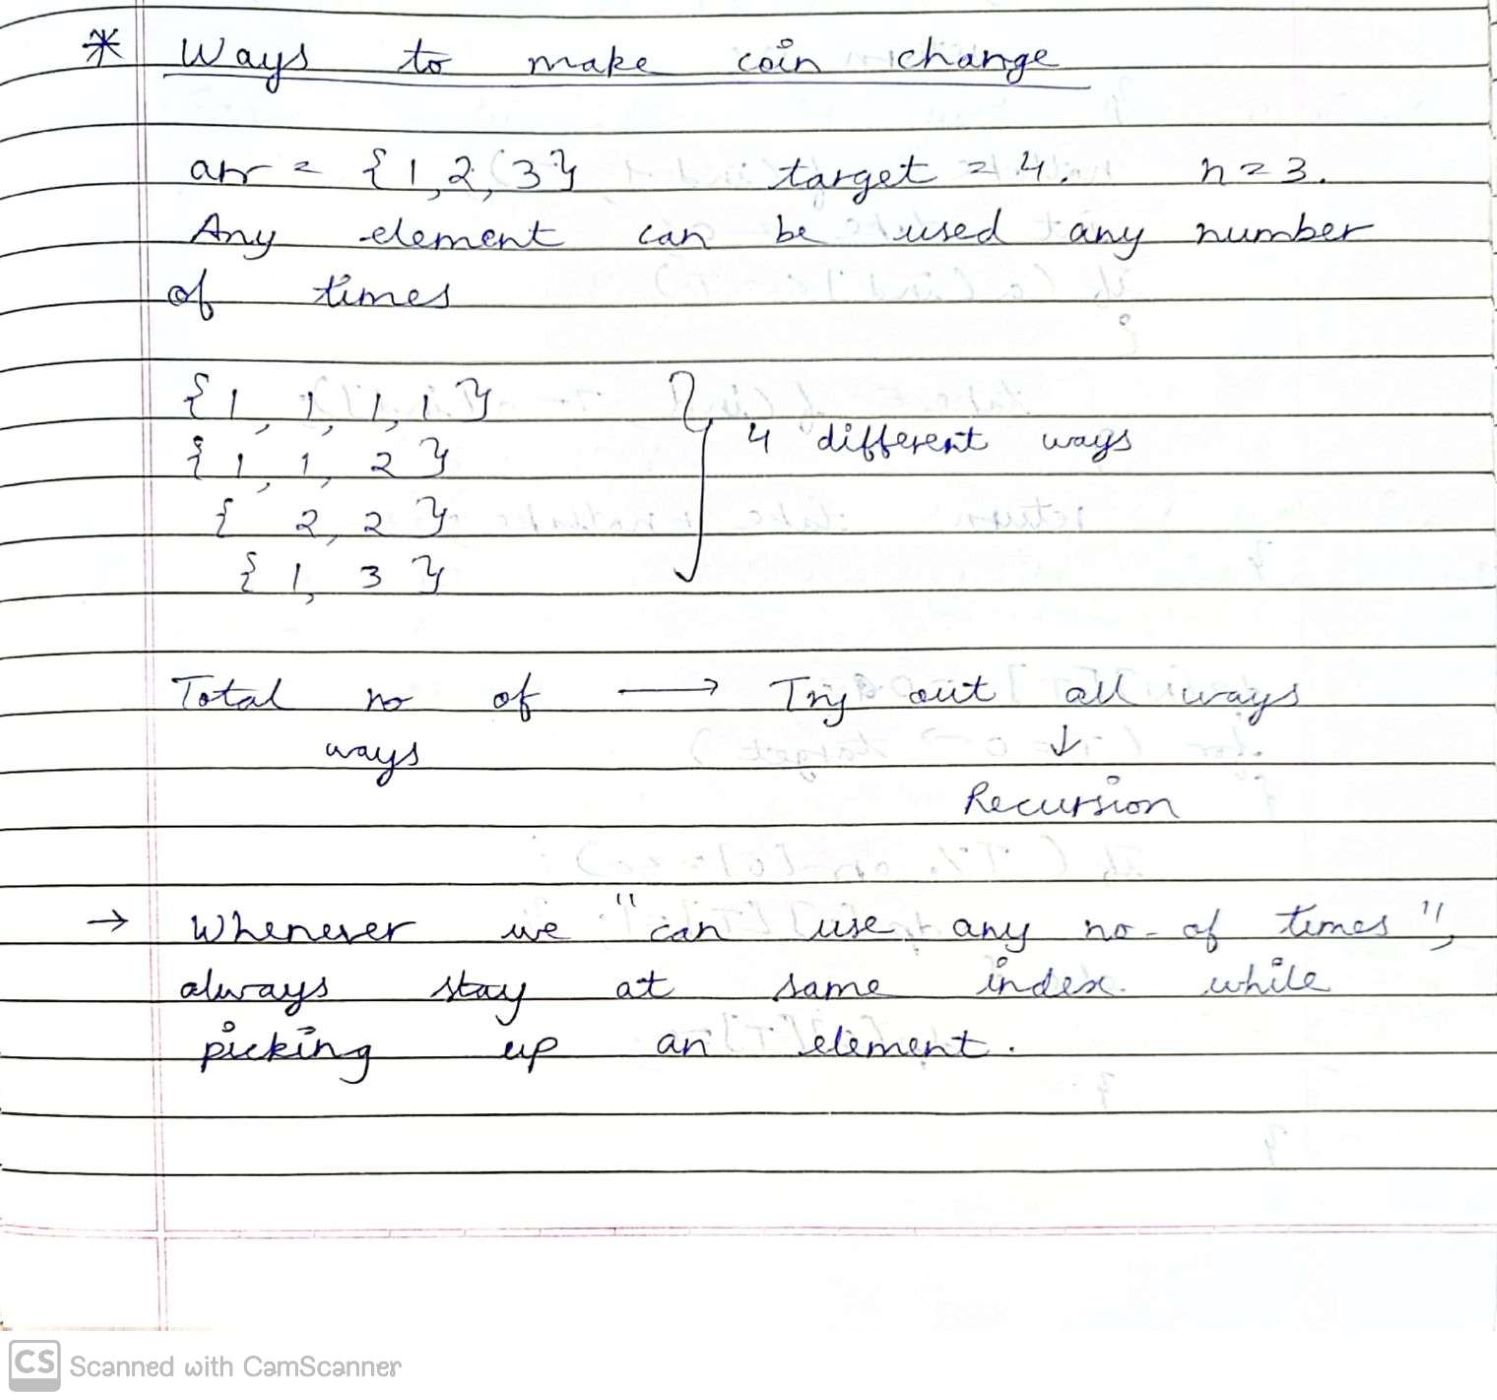 * Ways to make coin change
arr = {1, 2, 3} target = 4. n = 3.
Any element can be used any number
of times
{1, 1, 1, 1}
4 different ways
{1, 1, 2}
{2, 2}
{1, 3}
Total no of → Try out all ways
ways ↓
Recursion
→ Whenever we "can use any no. of times",
always stay at same index while
picking up an element.
CS Scanned with CamScanner